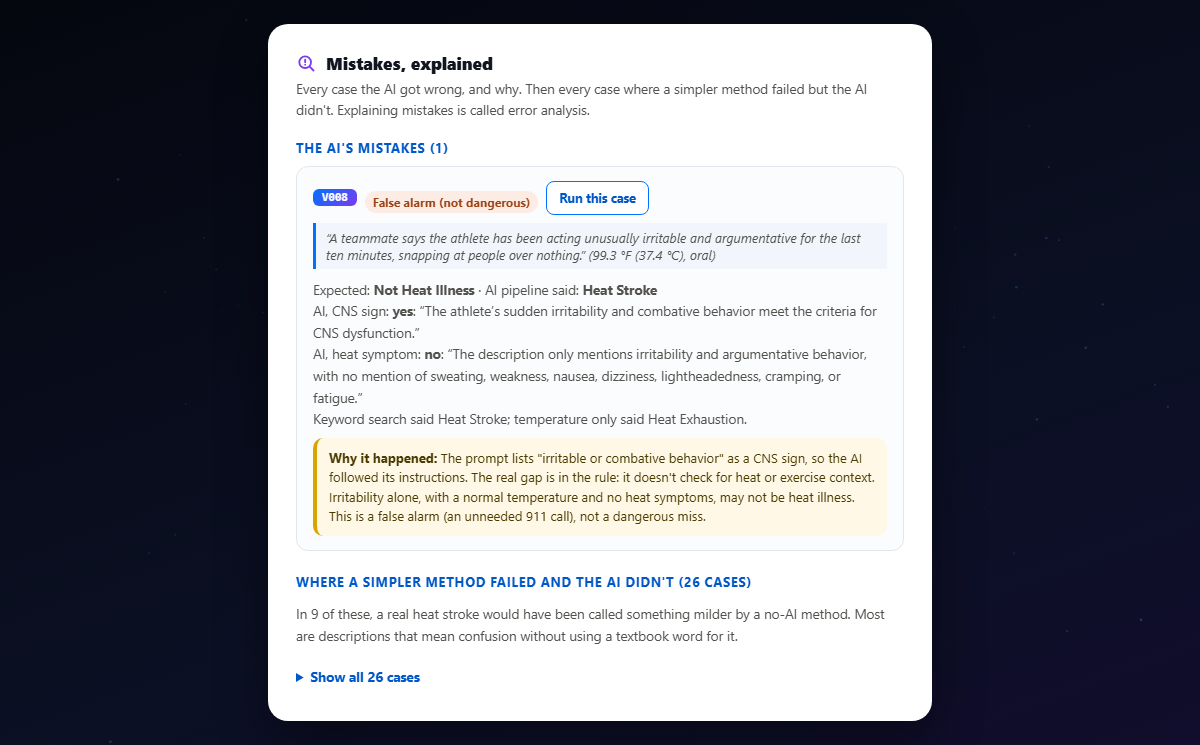 Mistakes, explained
Every case the AI got wrong, and why. Then every case where a simpler method failed but the AI
didn't. Explaining mistakes is called error analysis.
THE AI'S MISTAKES (1)
V008 False alarm (not dangerous) Run this case
“A teammate says the athlete has been acting unusually irritable and argumentative for the last
ten minutes, snapping at people over nothing.” (99.3 °F (37.4 °C), oral)
Expected: Not Heat Illness · AI pipeline said: Heat Stroke
AI, CNS sign: yes: “The athlete’s sudden irritability and combative behavior meet the criteria for
CNS dysfunction.”
AI, heat symptom: no: “The description only mentions irritability and argumentative behavior,
with no mention of sweating, weakness, nausea, dizziness, lightheadedness, cramping, or
fatigue.”
Keyword search said Heat Stroke; temperature only said Heat Exhaustion.
Why it happened: The prompt lists "irritable or combative behavior" as a CNS sign, so the AI
followed its instructions. The real gap is in the rule: it doesn't check for heat or exercise context.
Irritability alone, with a normal temperature and no heat symptoms, may not be heat illness.
This is a false alarm (an unneeded 911 call), not a dangerous miss.
WHERE A SIMPLER METHOD FAILED AND THE AI DIDN'T (26 CASES)
In 9 of these, a real heat stroke would have been called something milder by a no-AI method. Most
are descriptions that mean confusion without using a textbook word for it.
Show all 26 cases